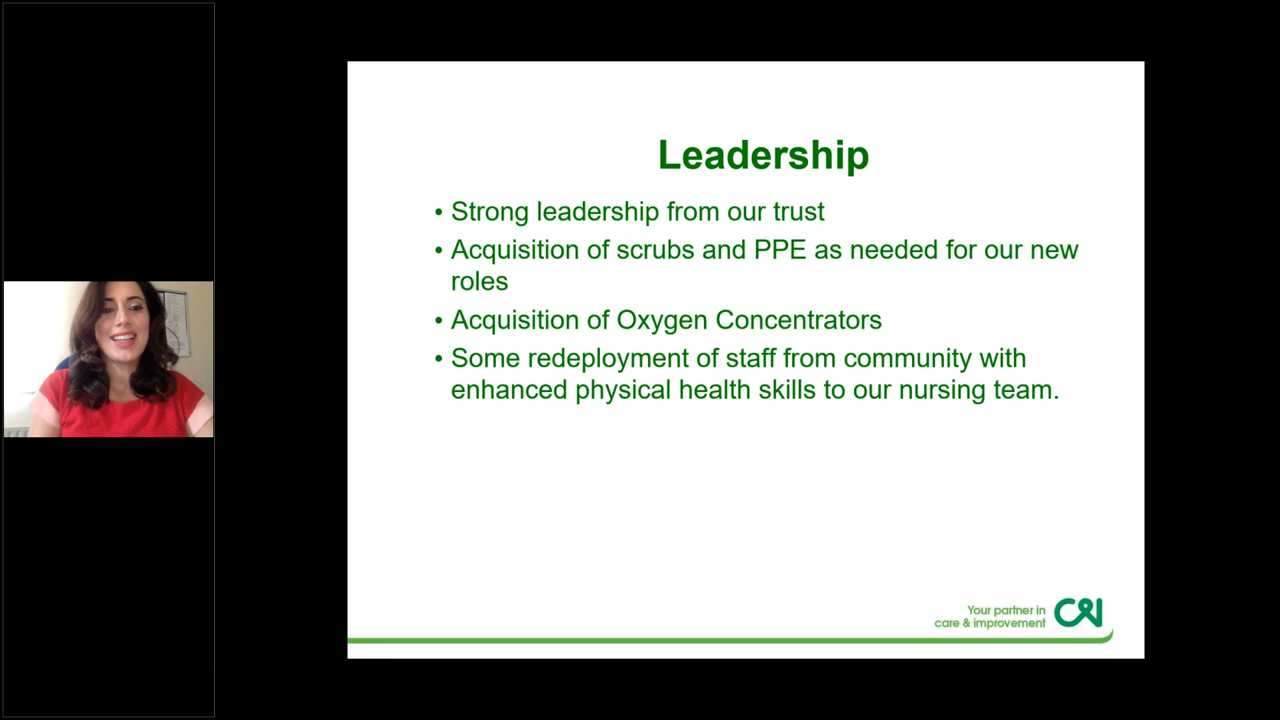 Leadership
• Strong leadership from our trust
• Acquisition of scrubs and PPE as needed for our new
roles
• Acquisition of Oxygen Concentrators
• Some redeployment of staff from community with
enhanced physical health skills to our nursing team.
Your partner in
care & improvement
C&I